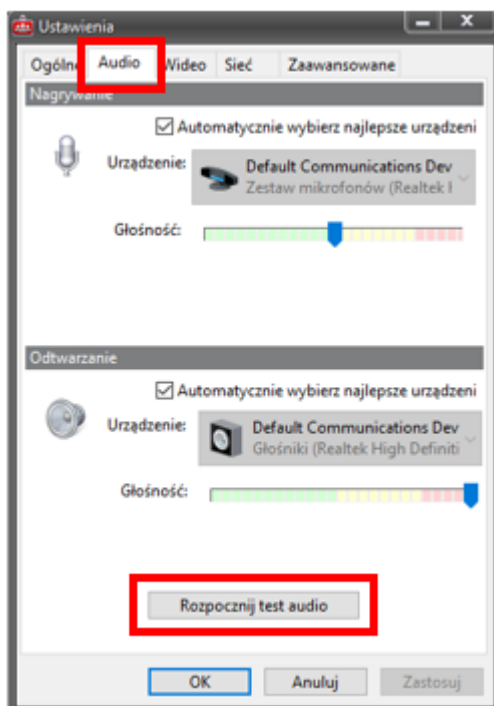 Ustawienia
Ogólne Audio Wideo Sieć Zaawansowane
Nagrywanie
Automatycznie wybierz najlepsze urządzeni
Urządzenie: Default Communications Dev
Zestaw mikrofonów (Realtek H
Głośność:
Odtwarzanie
Automatycznie wybierz najlepsze urządzeni
Urządzenie: Default Communications Dev
Głośniki (Realtek High Definiti
Głośność:
Rozpocznij test audio
OK Anuluj Zastosuj